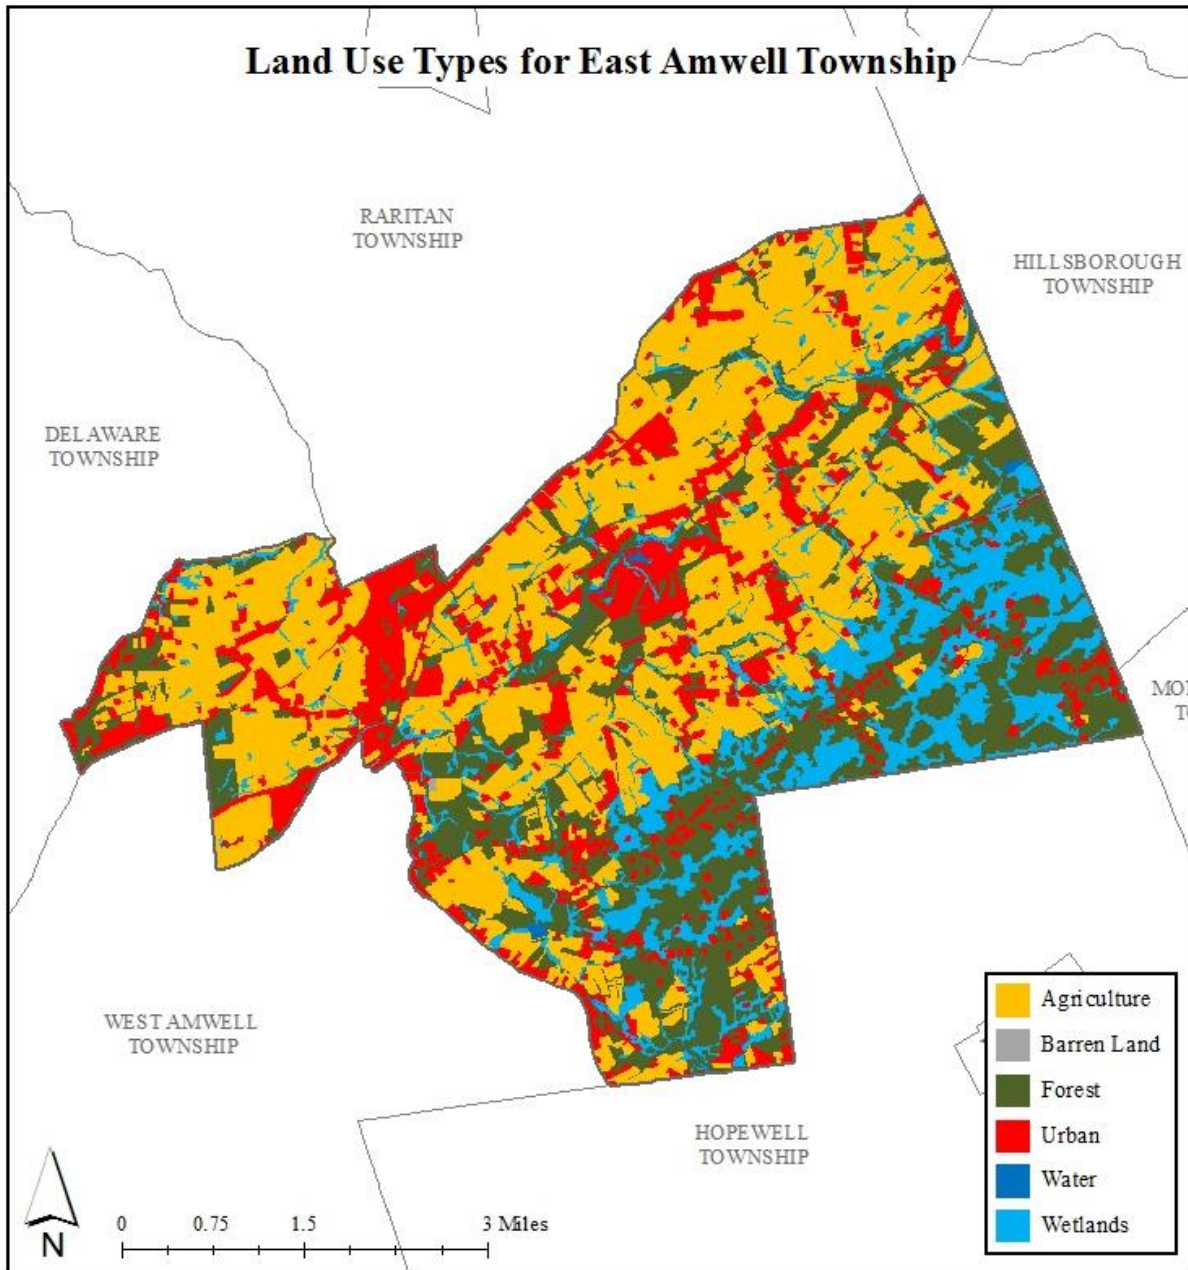 Land Use Types for East Amwell Township
RARITAN
TOWNSHIP
HILLSBOROUGH
TOWNSHIP
DELAWARE
TOWNSHIP
WEST AMWELL
TOWNSHIP
HOPEWELL
TOWNSHIP
Agriculture
Barren Land
Forest
Urban
Water
Wetlands
N
0 0.75 1.5 3 Miles